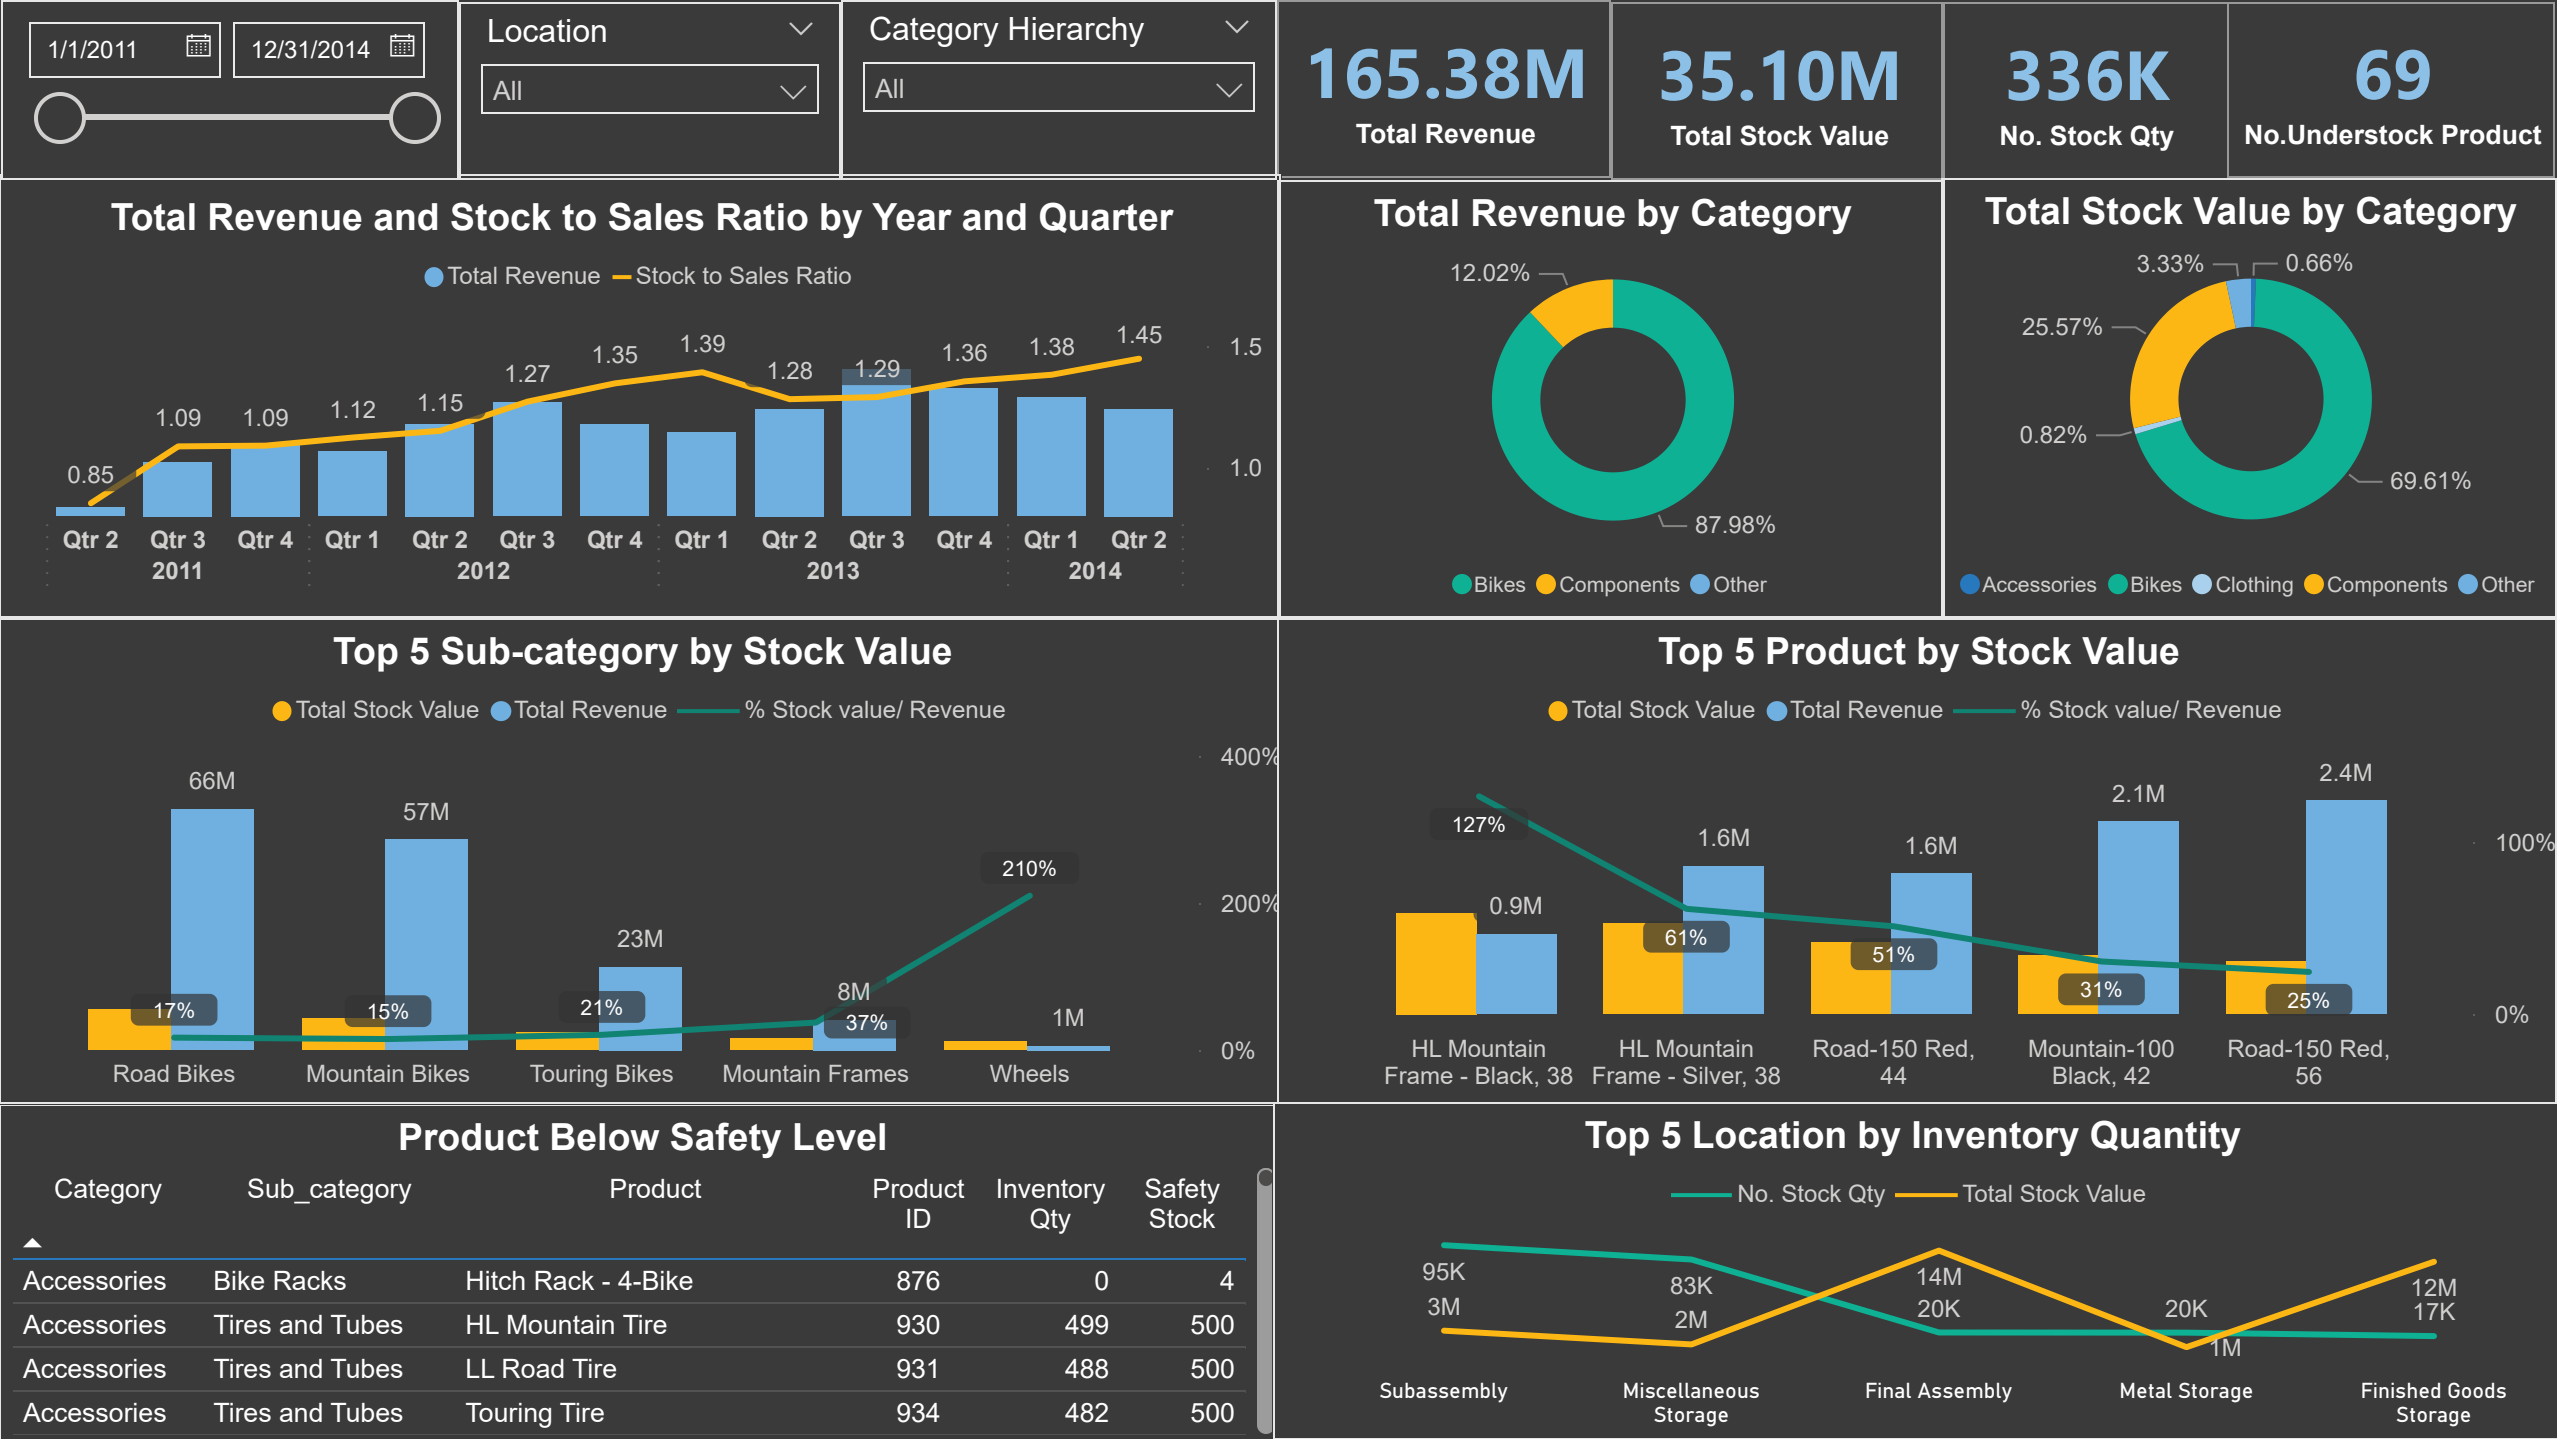 1/1/2011
12/31/2014
Location
All
Category Hierarchy
All
165.38M
Total Revenue
35.10M
Total Stock Value
336K
No. Stock Qty
69
No.Understock Product
Total Revenue and Stock to Sales Ratio by Year and Quarter
Total Revenue Stock to Sales Ratio
0.85 1.09 1.09 1.12 1.15 1.27 1.35 1.39 1.28 1.29 1.36 1.38 1.45
1.5
1.0
Qtr 2 Qtr 3 Qtr 4 Qtr 1 Qtr 2 Qtr 3 Qtr 4 Qtr 1 Qtr 2 Qtr 3 Qtr 4 Qtr 1 Qtr 2
2011 2012 2013 2014
Total Revenue by Category
12.02%
87.98%
Bikes Components Other
Total Stock Value by Category
3.33% 0.66%
25.57%
0.82%
69.61%
Accessories Bikes Clothing Components Other
Top 5 Sub-category by Stock Value
Total Stock Value Total Revenue % Stock value/ Revenue
400%
200%
0%
66M 57M 23M 8M 1M
17% 15% 21% 37% 210%
Road Bikes Mountain Bikes Touring Bikes Mountain Frames Wheels
Top 5 Product by Stock Value
Total Stock Value Total Revenue % Stock value/ Revenue
100%
0%
0.9M 1.6M 1.6M 2.1M 2.4M
127% 61% 51% 31% 25%
HL Mountain HL Mountain Road-150 Red, Mountain-100 Road-150 Red,
Frame - Black, 38 Frame - Silver, 38 44 Black, 42 56
Product Below Safety Level
Category Sub_category Product Product Inventory Safety
ID Qty Stock
Accessories Bike Racks Hitch Rack - 4-Bike 876 0 4
Accessories Tires and Tubes HL Mountain Tire 930 499 500
Accessories Tires and Tubes LL Road Tire 931 488 500
Accessories Tires and Tubes Touring Tire 934 482 500
Top 5 Location by Inventory Quantity
No. Stock Qty Total Stock Value
95K 83K 14M 20K 12M
3M 2M 20K 1M 17K
Subassembly Miscellaneous Final Assembly Metal Storage Finished Goods
Storage Storage